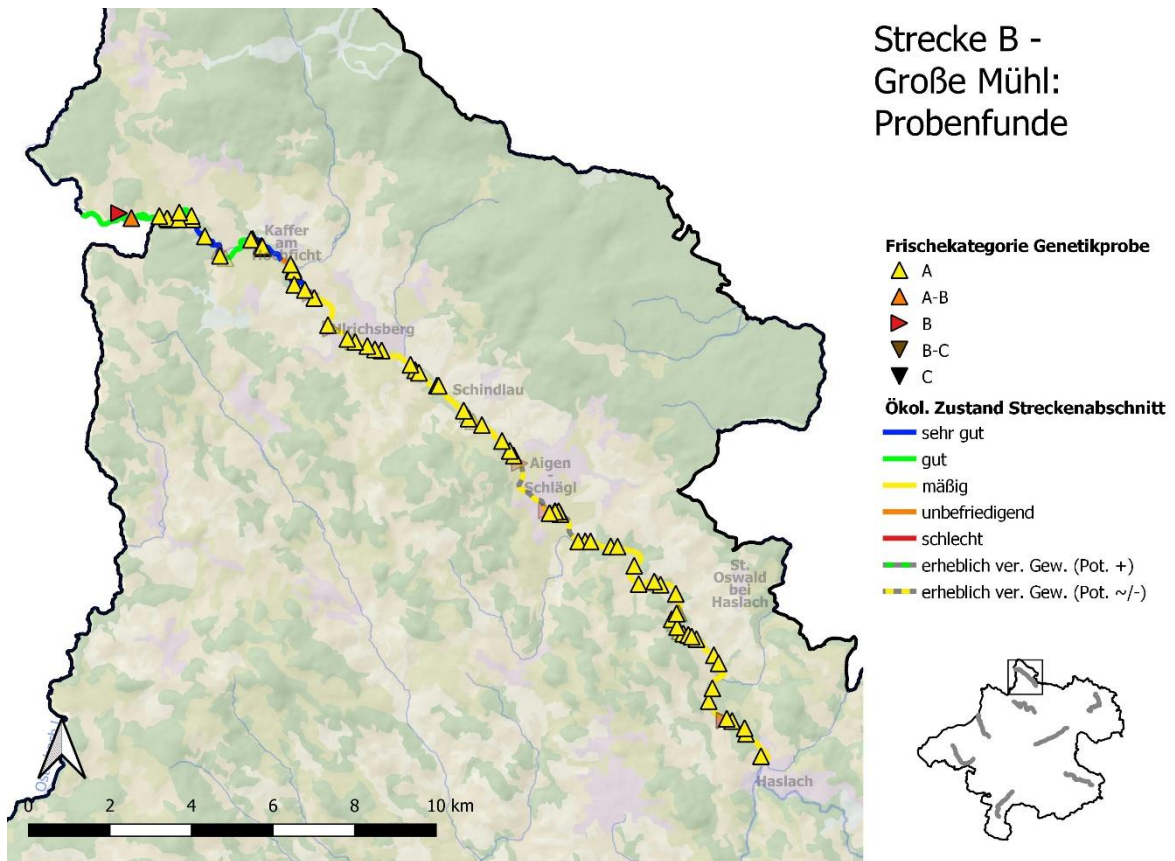 Strecke B -
Große Mühl:
Probenfunde
Kaffer
am
Hochficht
Ulrichsberg
Schindlau
Aigen
-
Schlägl
St.
Oswald
bei
Haslach
Haslach
0 2 4 6 8 10 km
Frischekategorie Genetikprobe
A
A-B
B
B-C
C
Ökol. Zustand Streckenabschnitt
sehr gut
gut
mäßig
unbefriedigend
schlecht
erheblich ver. Gew. (Pot. +)
erheblich ver. Gew. (Pot. ~/-)